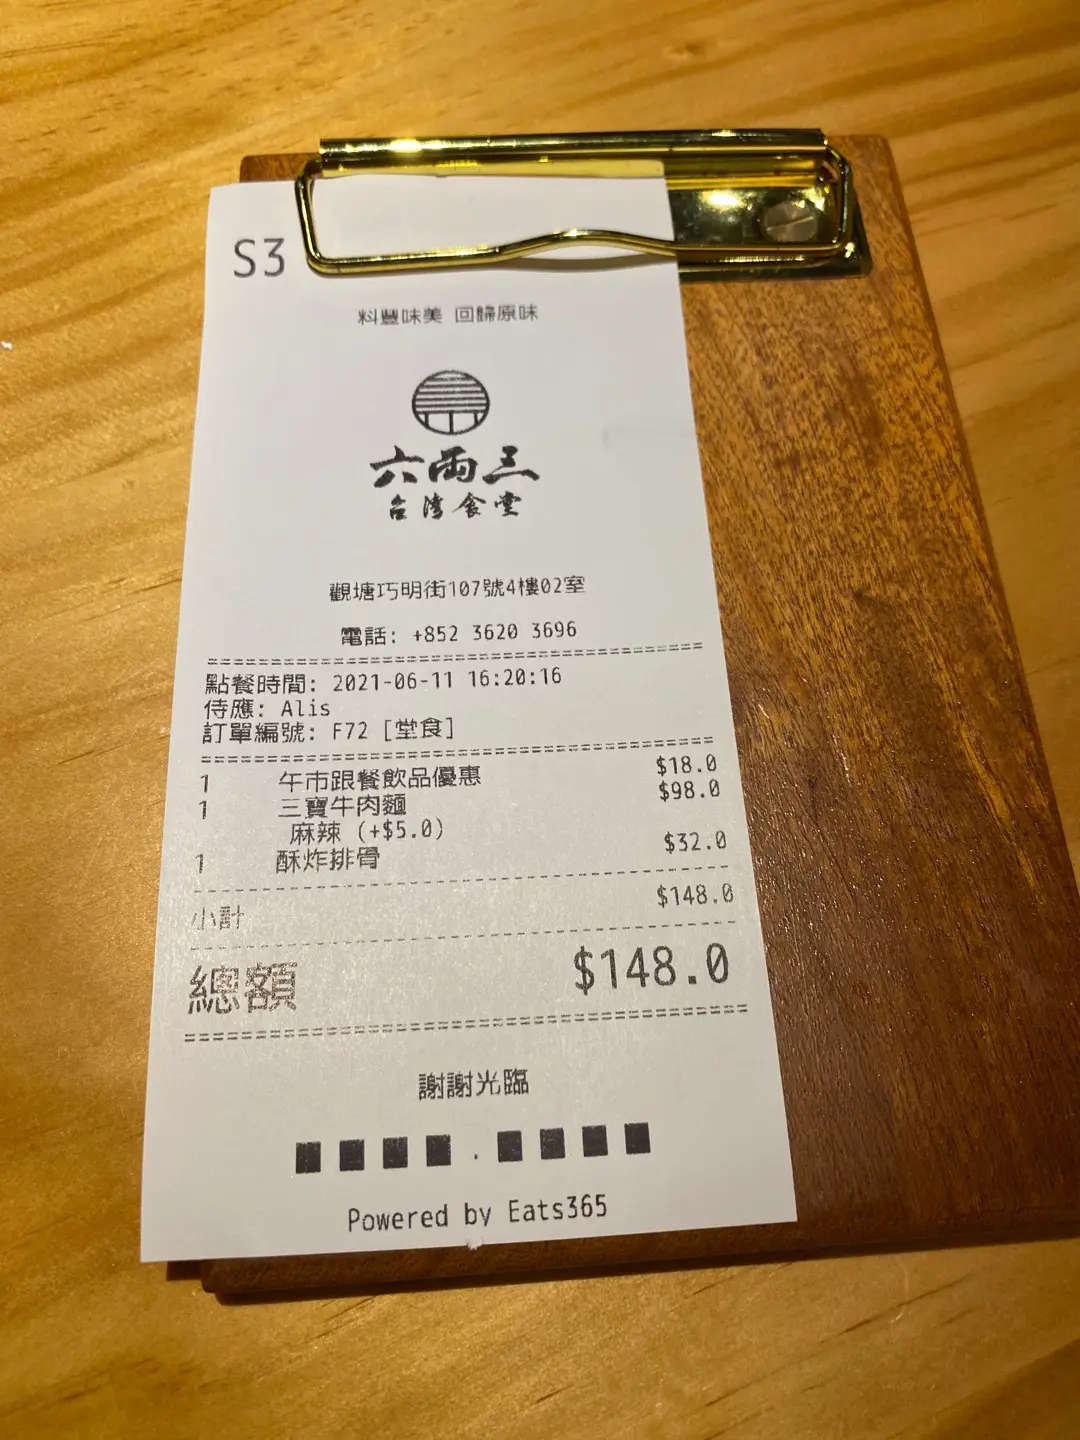 S3
料豐味美 回歸原味
六両三
台灣食堂
觀塘巧明街107號4樓02室
電話: +852 3620 3696
點餐時間: 2021-06-11 16:20:16
侍應: Alis
訂單編號: F72 [堂食]
1 午市跟餐飲品優惠 $18.0
1 三寶牛肉麵 $98.0
麻辣 (+$5.0)
1 酥炸排骨 $32.0
小計 $148.0
總額 $148.0
謝謝光臨
■ ■ ■ ■ . ■ ■ ■ ■
Powered by Eats365